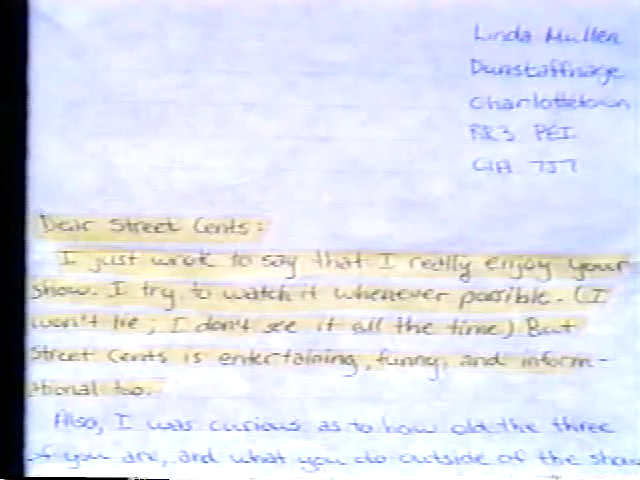 Linda Mullen
Dunstaffnage
Charlottetown
RR3 PEI
C1A 7J7
Dear Street Cents:
I just wrote to say that I really enjoy your
show. I try to watch it whenever possible. (I
won't lie, I don't see it all the time) But
Street Cents is entertaining, funny, and inform-
ational too.
Also, I was curious as to how old the three
of you are, and what you do outside of the show